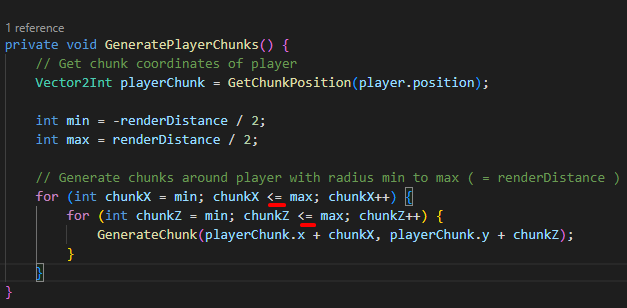 1 reference
private void GeneratePlayerChunks() {
// Get chunk coordinates of player
Vector2Int playerChunk = GetChunkPosition(player.position);
int min = -renderDistance / 2;
int max = renderDistance / 2;
// Generate chunks around player with radius min to max ( = renderDistance )
for (int chunkX = min; chunkX <= max; chunkX++) {
for (int chunkZ = min; chunkZ <= max; chunkZ++) {
GenerateChunk(playerChunk.x + chunkX, playerChunk.y + chunkZ);
}
}
}